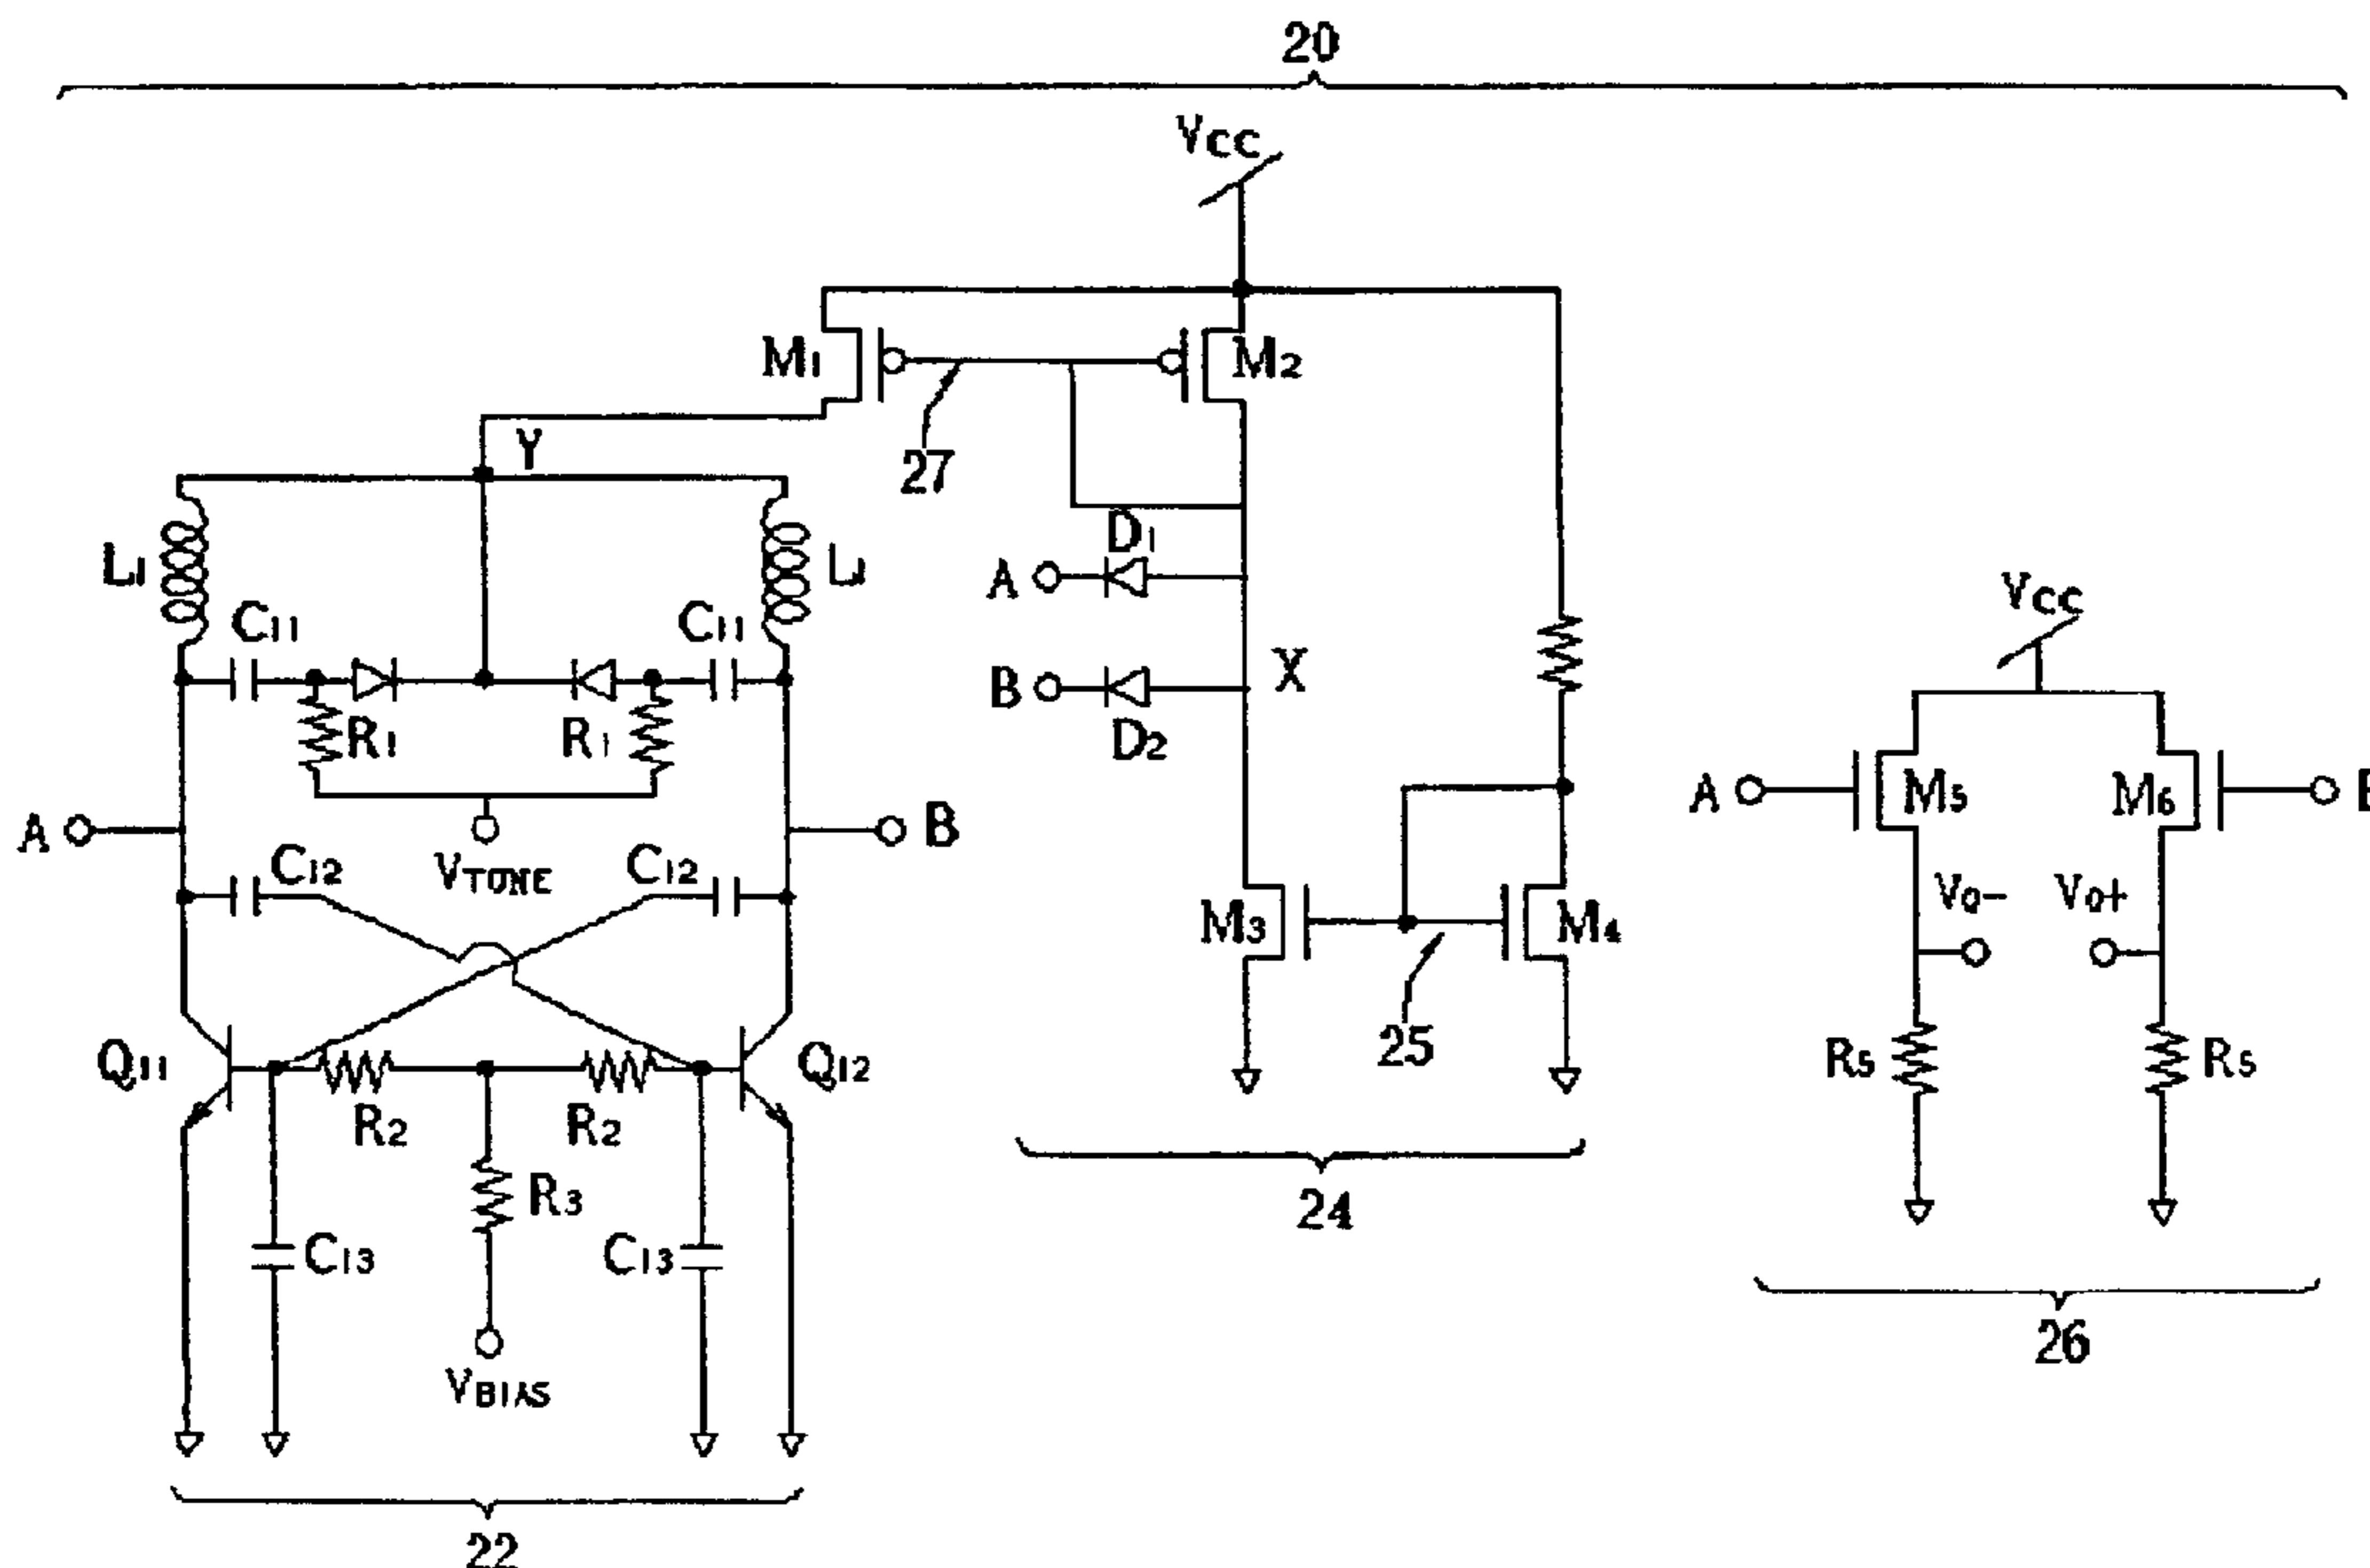 20
VCC
M1
M2
27
Y
L1
L1
C11
C11
D1
A
B
D2
X
R1
R1
VCC
A
B
VTUNE
A
M5
M6
C12
C12
M3
M4
25
VO-
VO+
Q11
Q12
R2
R2
R5
R5
R3
24
C13
C13
26
VBIAS
22